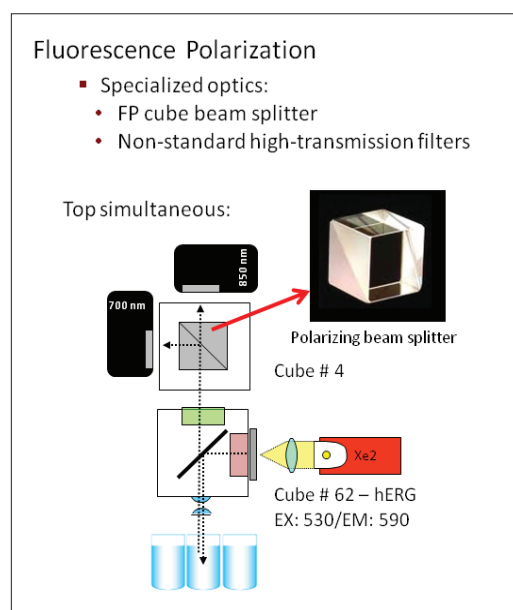 Fluorescence Polarization
▪ Specialized optics:
• FP cube beam splitter
• Non-standard high-transmission filters
Top simultaneous:
850 nm
700 nm
Polarizing beam splitter
Cube # 4
Xe2
Cube # 62 – hERG
EX: 530/EM: 590